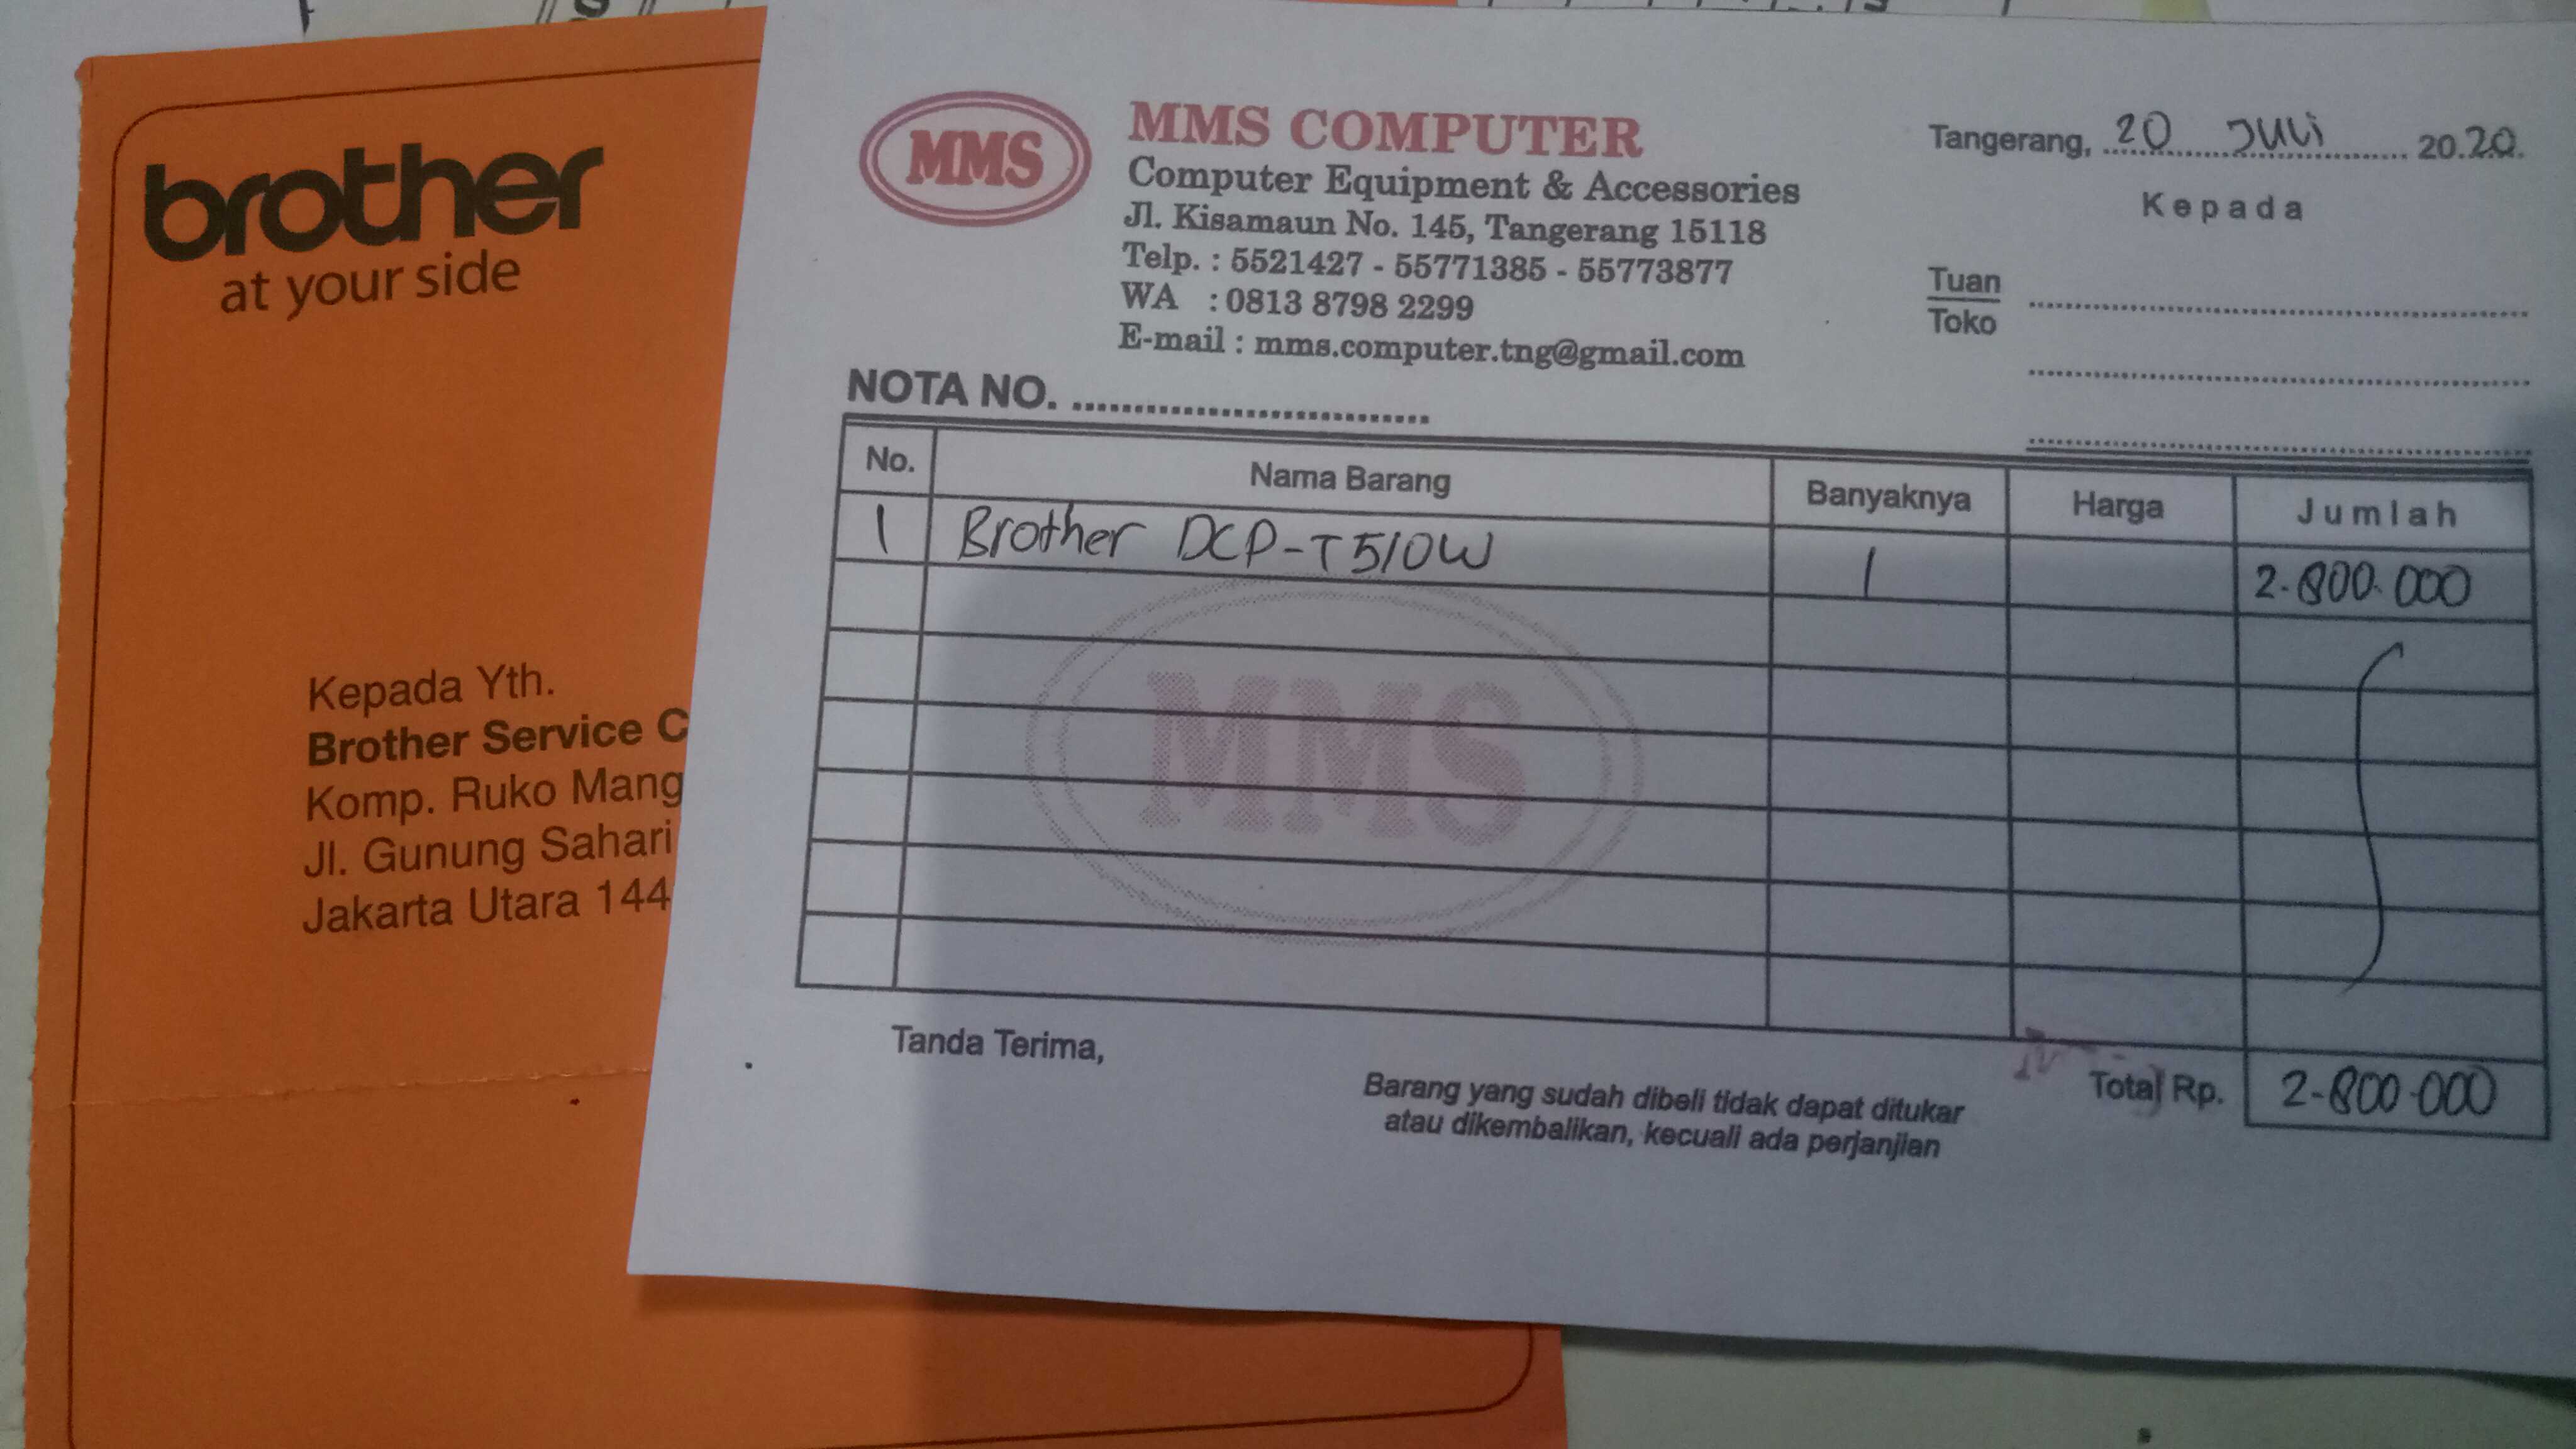 brother
at your side
Kepada Yth.
Brother Service C
Komp. Ruko Mang
Jl. Gunung Sahari
Jakarta Utara 144
MMS
MMS COMPUTER
Computer Equipment & Accessories
Jl. Kisamaun No. 145, Tangerang 15118
Telp. : 5521427 - 55771385 - 55773877
WA : 0813 8798 2299
E-mail : mms.computer.tng@gmail.com
Tangerang, 20 Juli 2020.
Kepada
Tuan
Toko
NOTA NO.
No. Nama Barang Banyaknya Harga Jumlah
1 Brother DCP-T510W 1 2.800.000
MMS
Tanda Terima,
Barang yang sudah dibeli tidak dapat ditukar
atau dikembalikan, kecuali ada perjanjian
Total Rp. 2.800.000